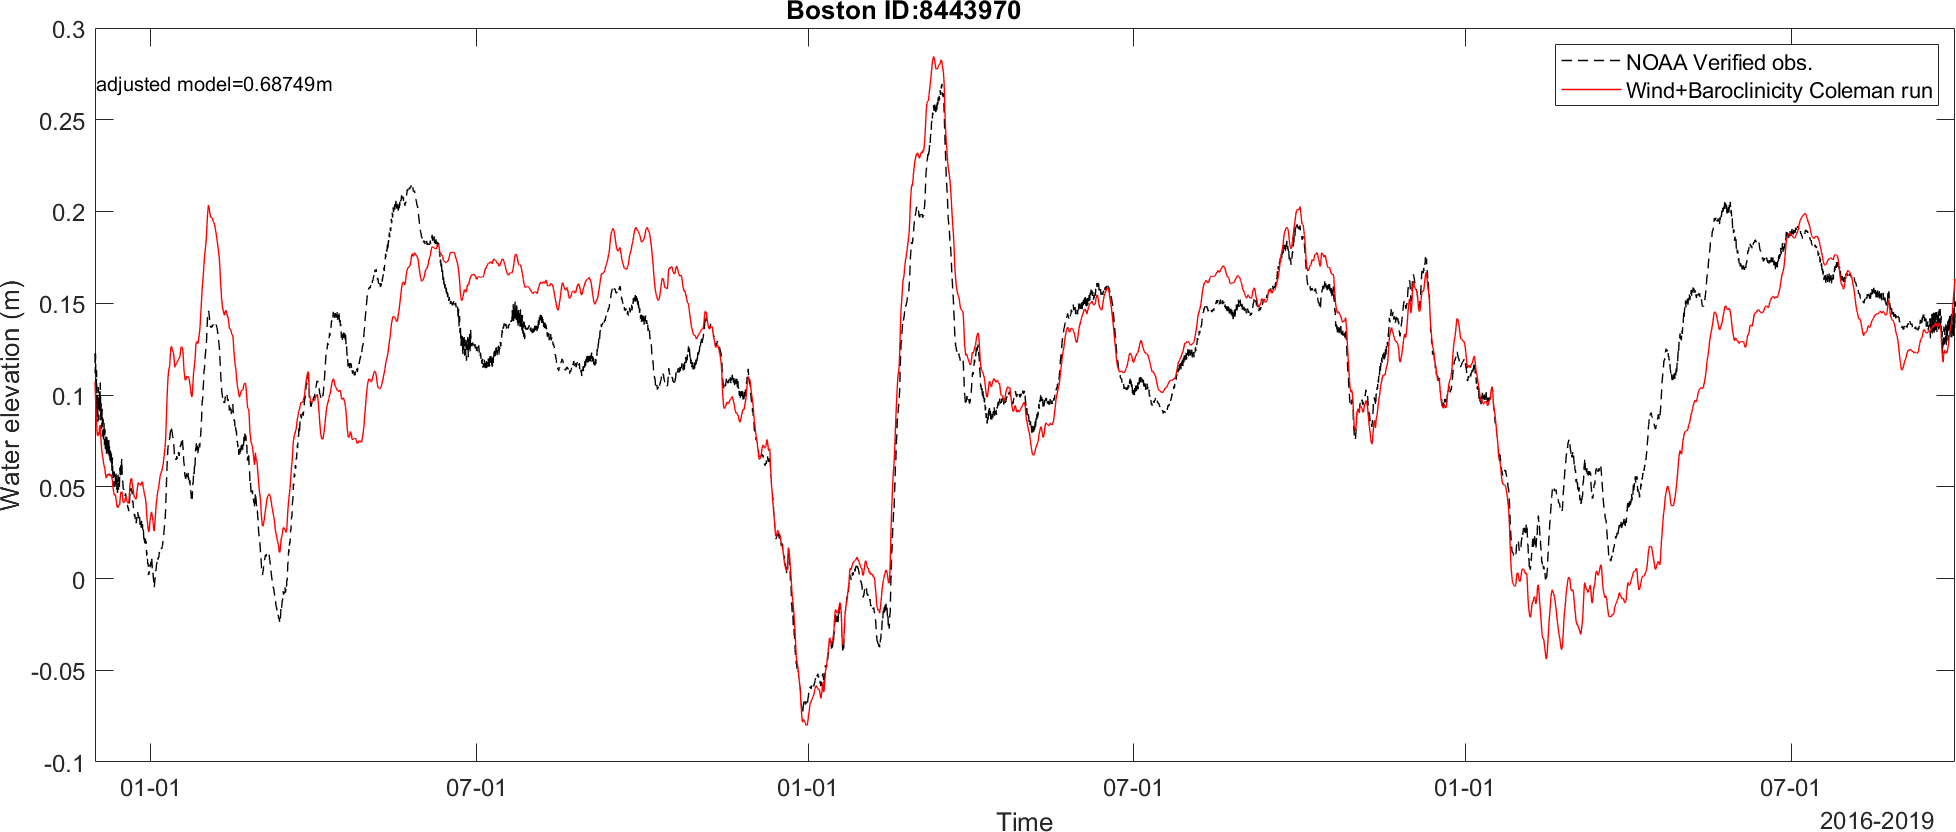 Boston ID:8443970
adjusted model=0.68749m
NOAA Verified obs.
Wind+Baroclinicity Coleman run
0.3
0.25
0.2
0.15
0.1
0.05
0
-0.05
-0.1
Water elevation (m)
01-01
07-01
01-01
07-01
01-01
07-01
Time
2016-2019